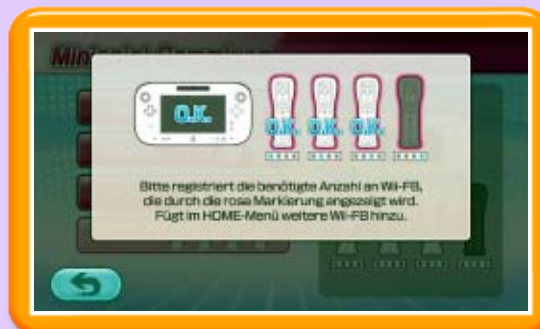 O.K.
O.K. O.K. O.K.
Bitte registriert die benötigte Anzahl an Wii-FB,
die durch die rosa Markierung angezeigt wird.
Fügt im HOME-Menü weitere Wii-FB hinzu.